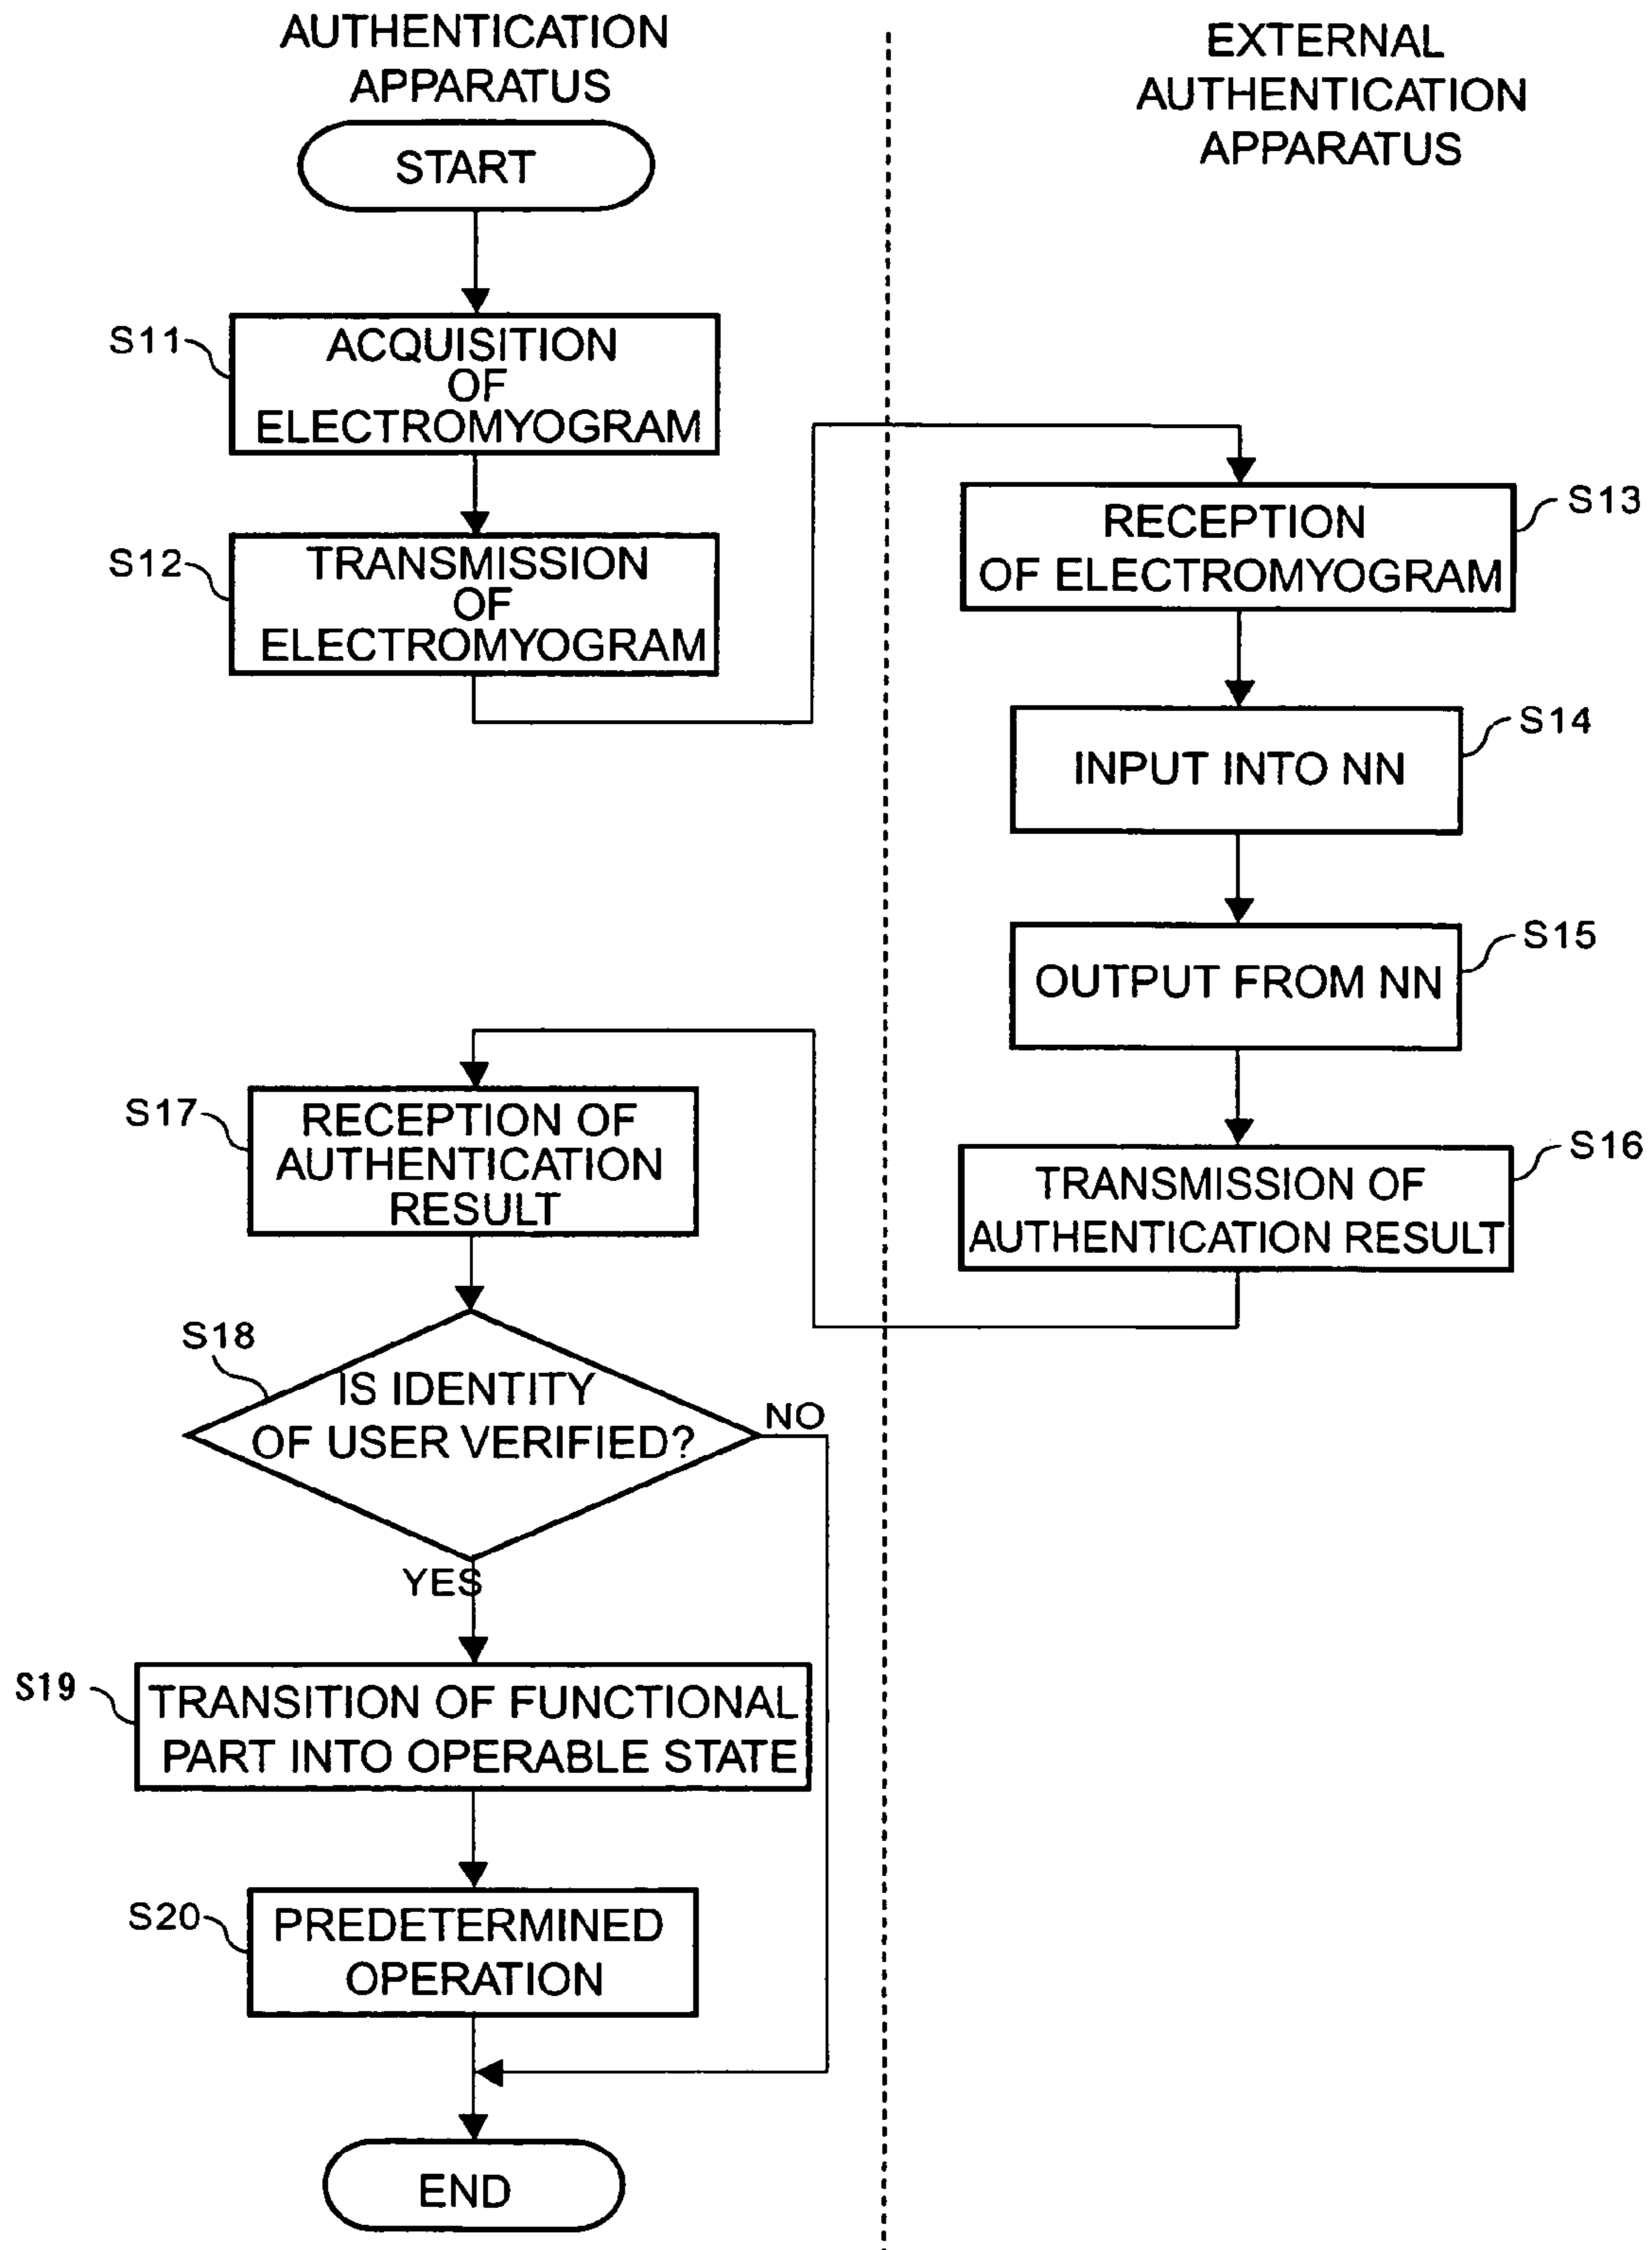 AUTHENTICATION
APPARATUS
START
S11
ACQUISITION
OF
ELECTROMYOGRAM
S12
TRANSMISSION
OF
ELECTROMYOGRAM
EXTERNAL
AUTHENTICATION
APPARATUS
S13
RECEPTION
OF ELECTROMYOGRAM
S14
INPUT INTO NN
S15
OUTPUT FROM NN
S16
TRANSMISSION OF
AUTHENTICATION RESULT
S17
RECEPTION OF
AUTHENTICATION
RESULT
S18
IS IDENTITY
OF USER VERIFIED?
NO
YES
S19
TRANSITION OF FUNCTIONAL
PART INTO OPERABLE STATE
S20
PREDETERMINED
OPERATION
END